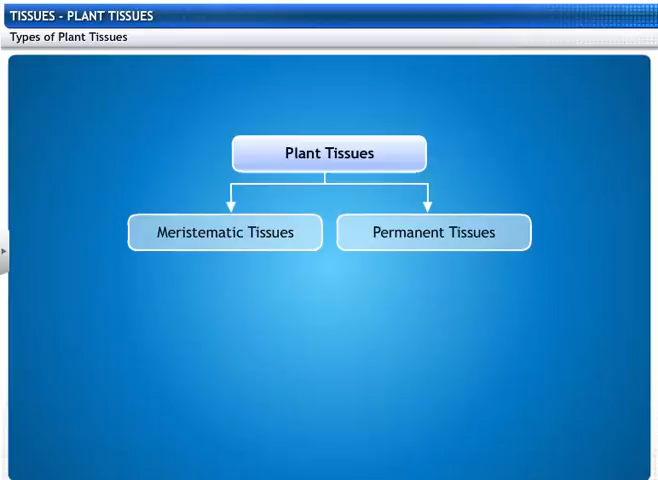 TISSUES - PLANT TISSUES
Types of Plant Tissues
Plant Tissues
Meristematic Tissues
Permanent Tissues